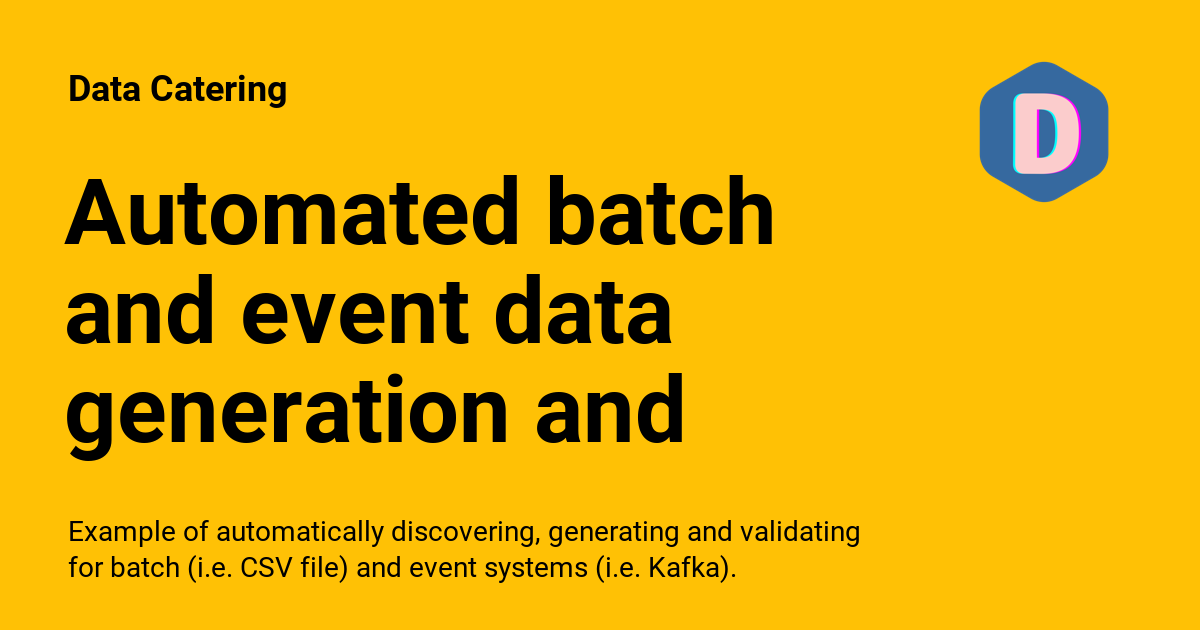 Data Catering
D
Automated batch
and event data
generation and
Example of automatically discovering, generating and validating
for batch (i.e. CSV file) and event systems (i.e. Kafka).